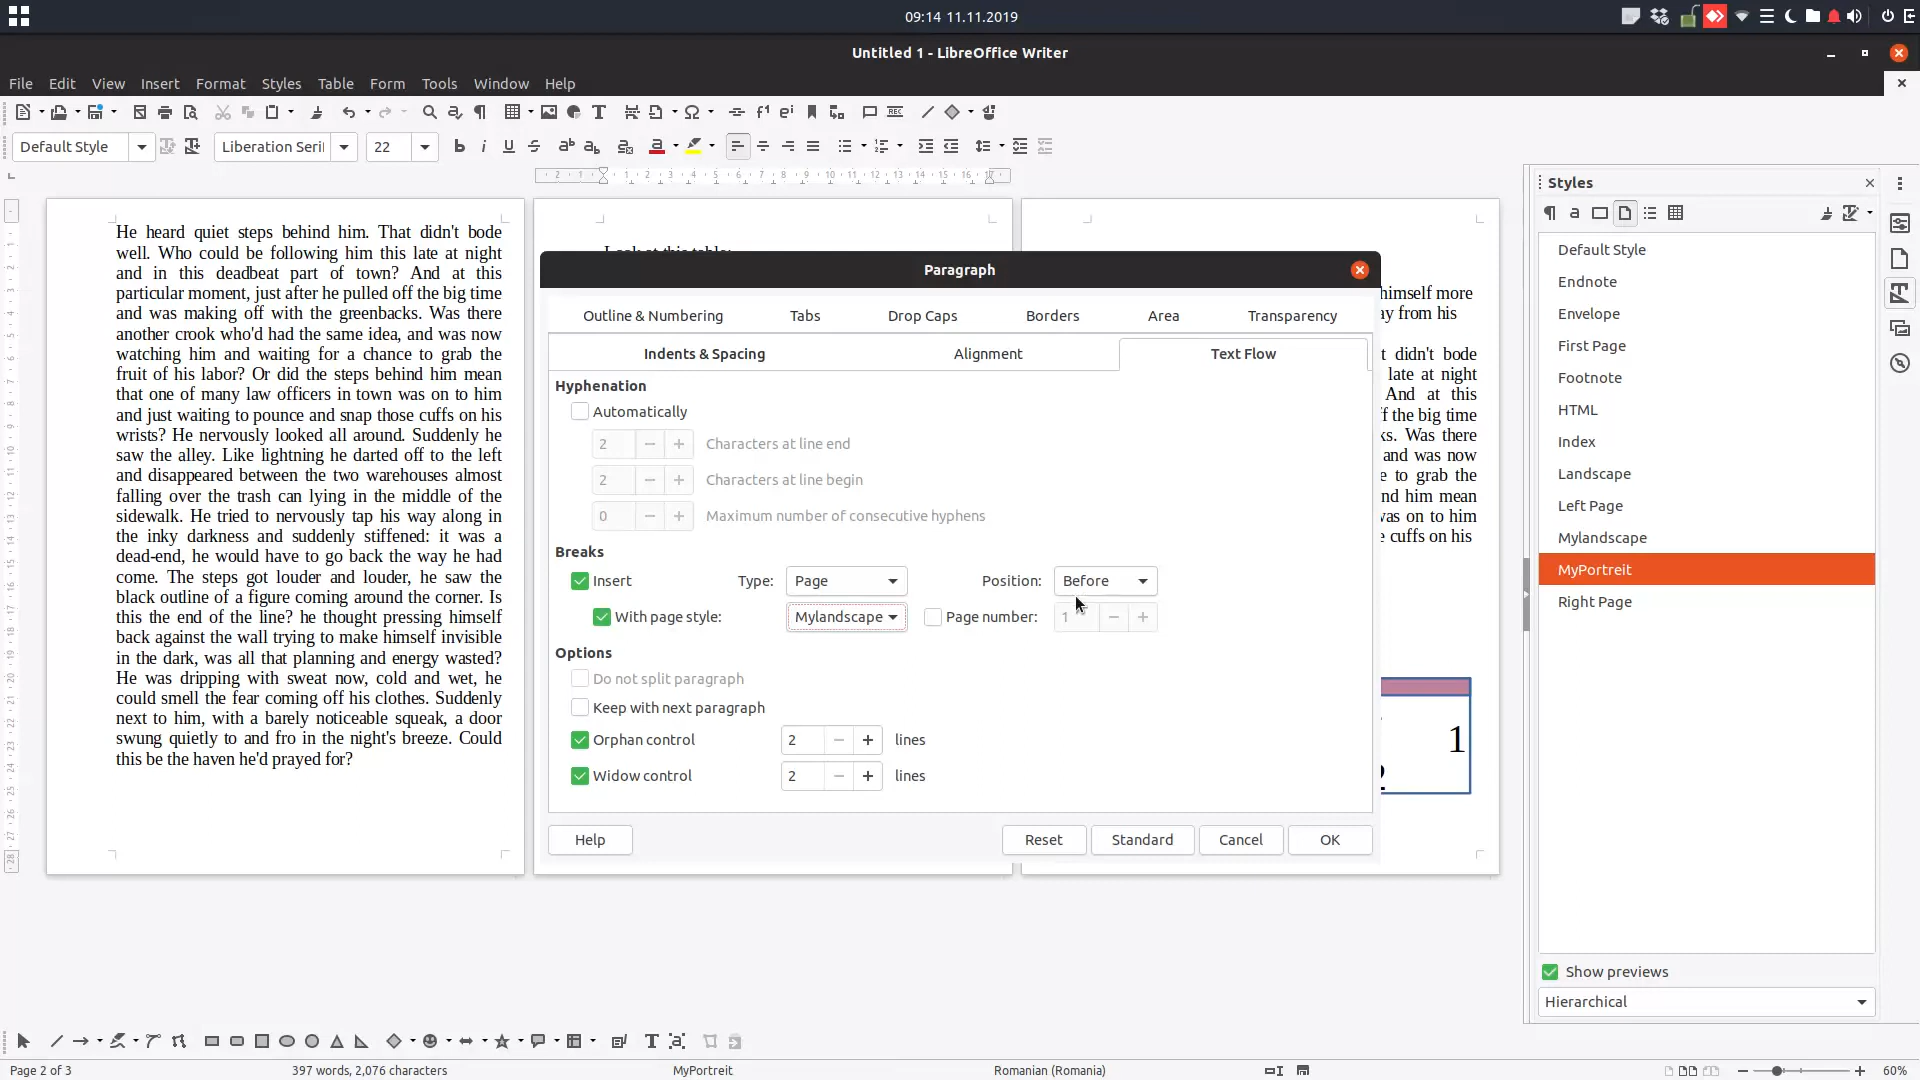 09:14 11.11.2019
Untitled 1 - LibreOffice Writer
File Edit View Insert Format Styles Table Form Tools Window Help
Default Style Liberation Seri 22
Styles
He heard quiet steps behind him. That didn't bode
well. Who could be following him this late at night
and in this deadbeat part of town? And at this
particular moment, just after he pulled off the big time
and was making off with the greenbacks. Was there
another crook who'd had the same idea, and was now
watching him and waiting for a chance to grab the
fruit of his labor? Or did the steps behind him mean
that one of many law officers in town was on to him
and just waiting to pounce and snap those cuffs on his
wrists? He nervously looked all around. Suddenly he
saw the alley. Like lightning he darted off to the left
and disappeared between the two warehouses almost
falling over the trash can lying in the middle of the
sidewalk. He tried to nervously tap his way along in
the inky darkness and suddenly stiffened: it was a
dead-end, he would have to go back the way he had
come. The steps got louder and louder, he saw the
black outline of a figure coming around the corner. Is
this the end of the line? he thought pressing himself
back against the wall trying to make himself invisible
in the dark, was all that planning and energy wasted?
He was dripping with sweat now, cold and wet, he
could smell the fear coming off his clothes. Suddenly
next to him, with a barely noticeable squeak, a door
swung quietly to and fro in the night's breeze. Could
this be the haven he'd prayed for?
Look at this table:
Paragraph
Outline & Numbering Tabs Drop Caps Borders Area Transparency
Indents & Spacing Alignment Text Flow
Hyphenation
Automatically
2 Characters at line end
2 Characters at line begin
0 Maximum number of consecutive hyphens
Breaks
Insert Type: Page Position: Before
With page style: Mylandscape Page number: 1
Options
Do not split paragraph
Keep with next paragraph
Orphan control 2 lines
Widow control 2 lines
Help Reset Standard Cancel OK
himself more
ay from his
t didn't bode
late at night
And at this
f the big time
ks. Was there
and was now
e to grab the
nd him mean
was on to him
e cuffs on his
1
Default Style
Endnote
Envelope
First Page
Footnote
HTML
Index
Landscape
Left Page
Mylandscape
MyPortreit
Right Page
Show previews
Hierarchical
Page 2 of 3 397 words, 2,076 characters MyPortreit Romanian (Romania) 60%